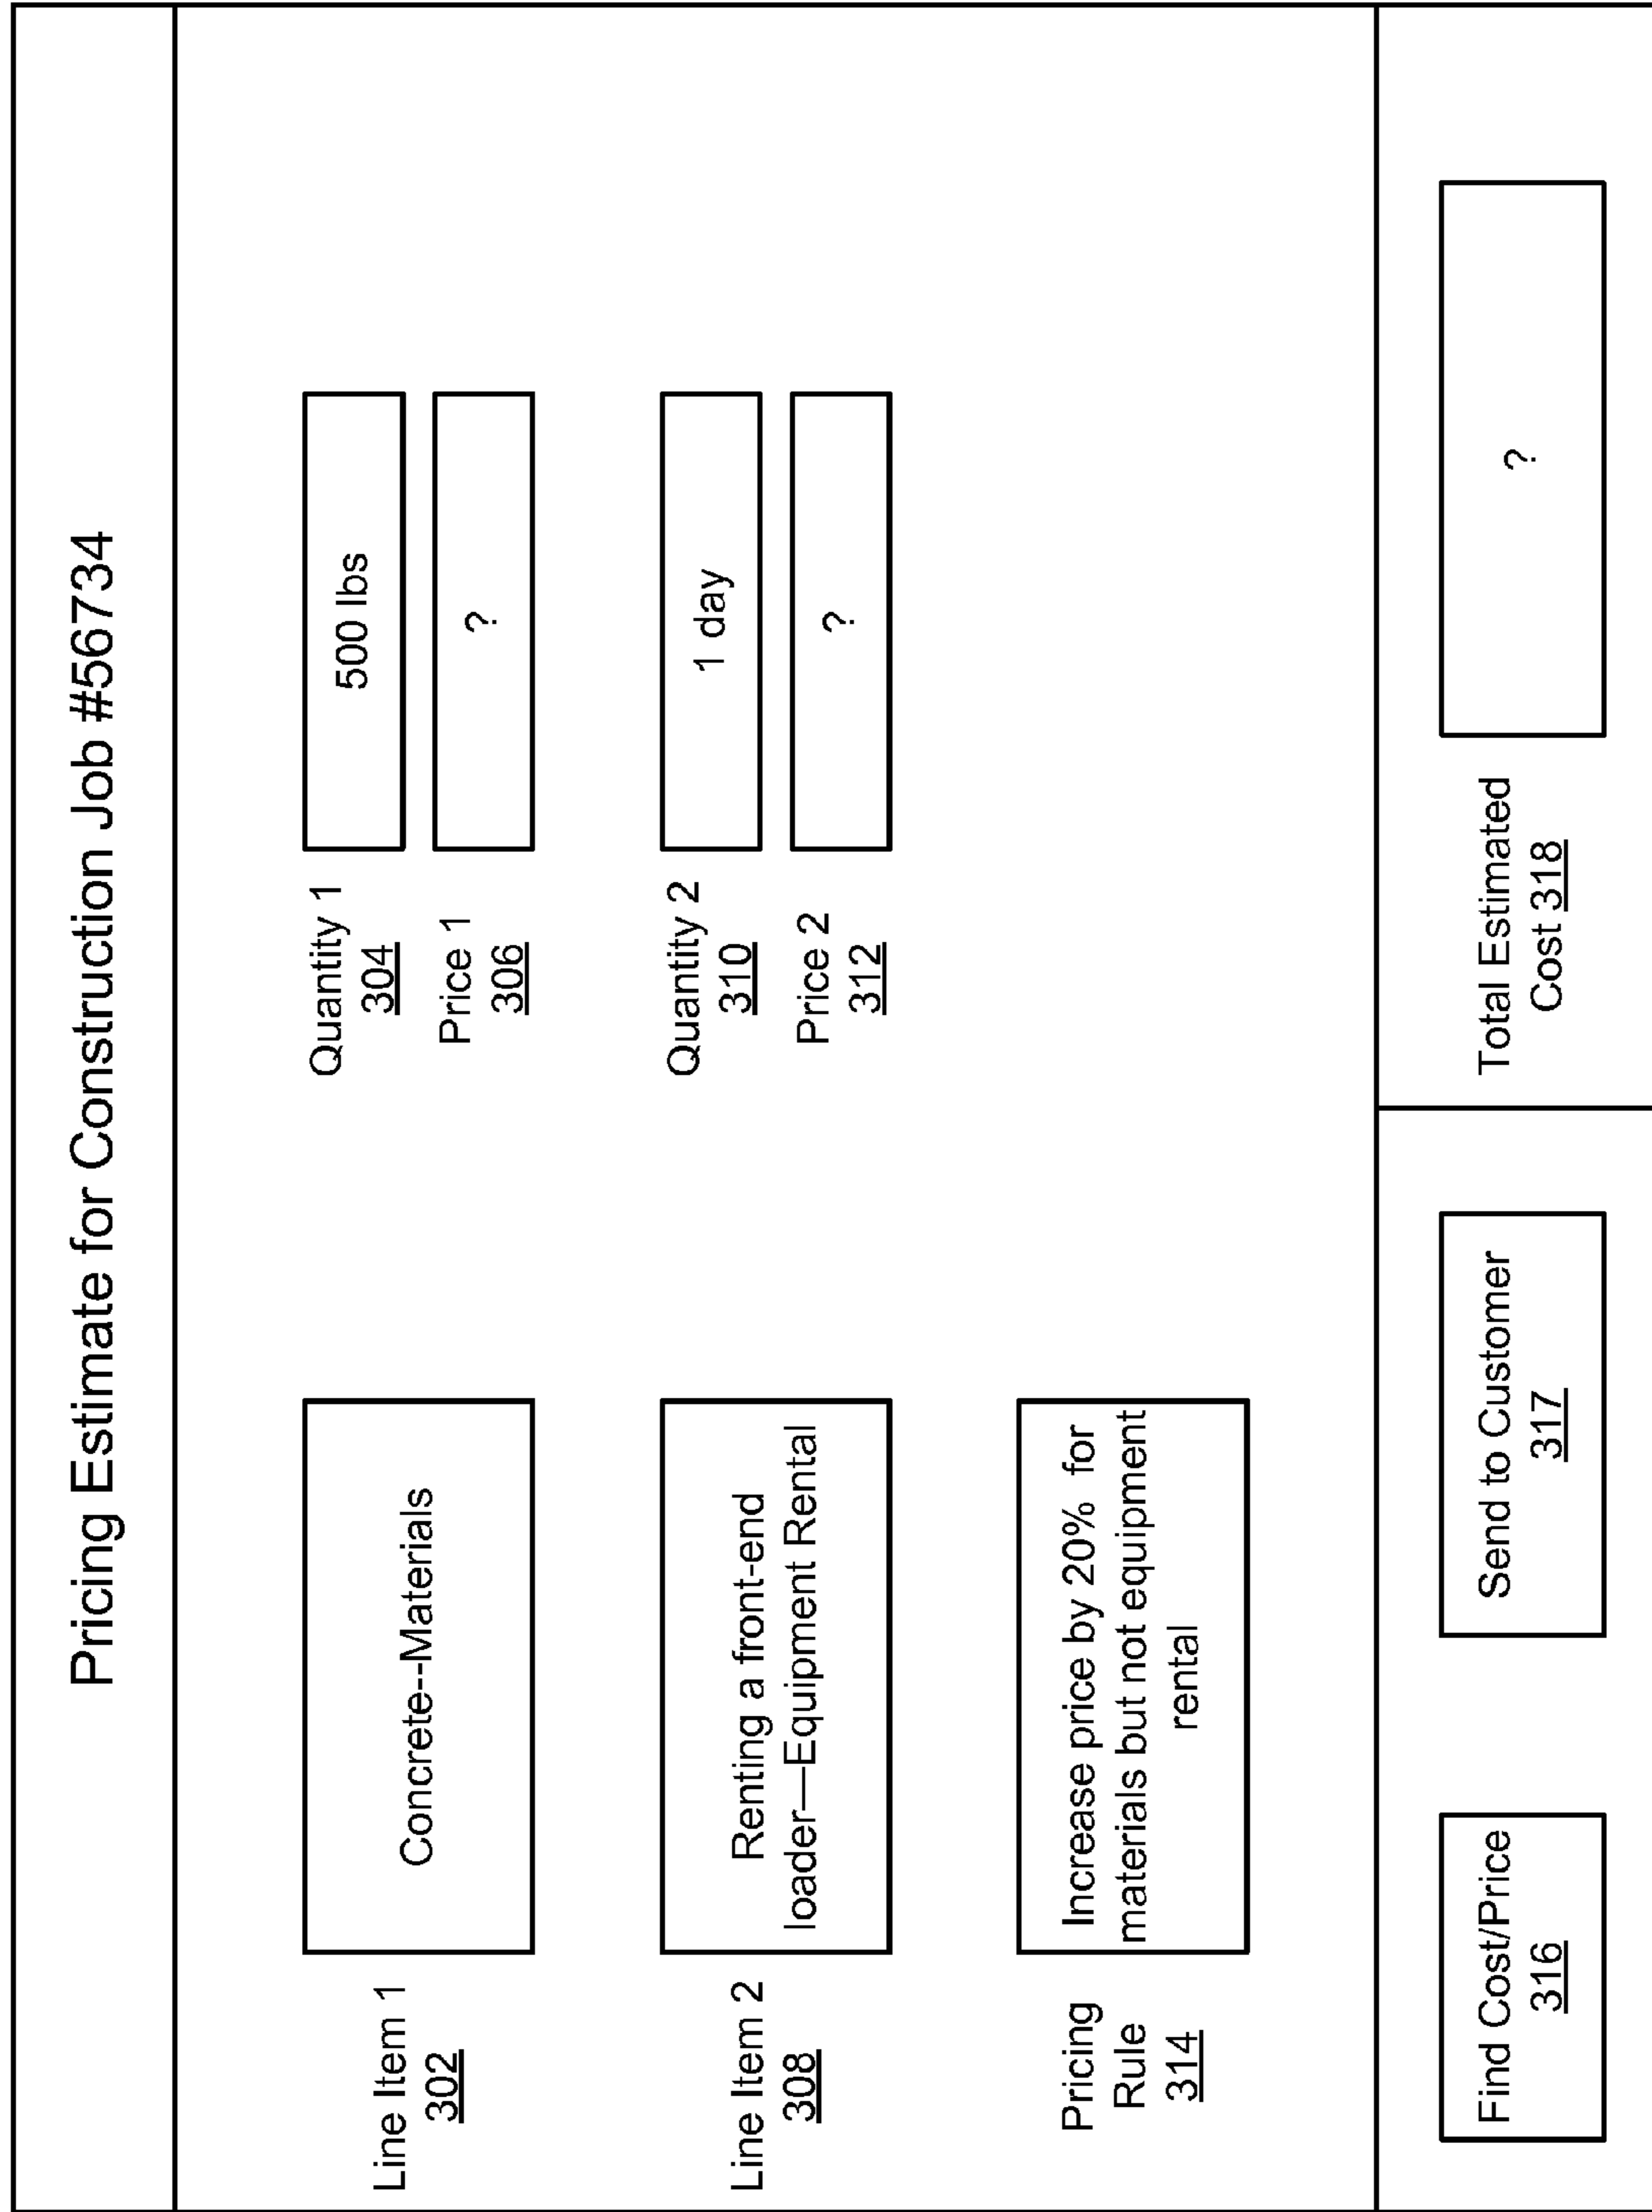 Pricing Estimate for Construction Job #56734
Line Item 1
302
Concrete--Materials
Quantity 1
304
500 lbs
Price 1
306
?
Line Item 2
308
Renting a front-end
loader—Equipment Rental
Quantity 2
310
1 day
Price 2
312
?
Pricing
Rule
314
Increase price by 20% for
materials but not equipment
rental
Find Cost/Price
316
Send to Customer
317
Total Estimated
Cost 318
?